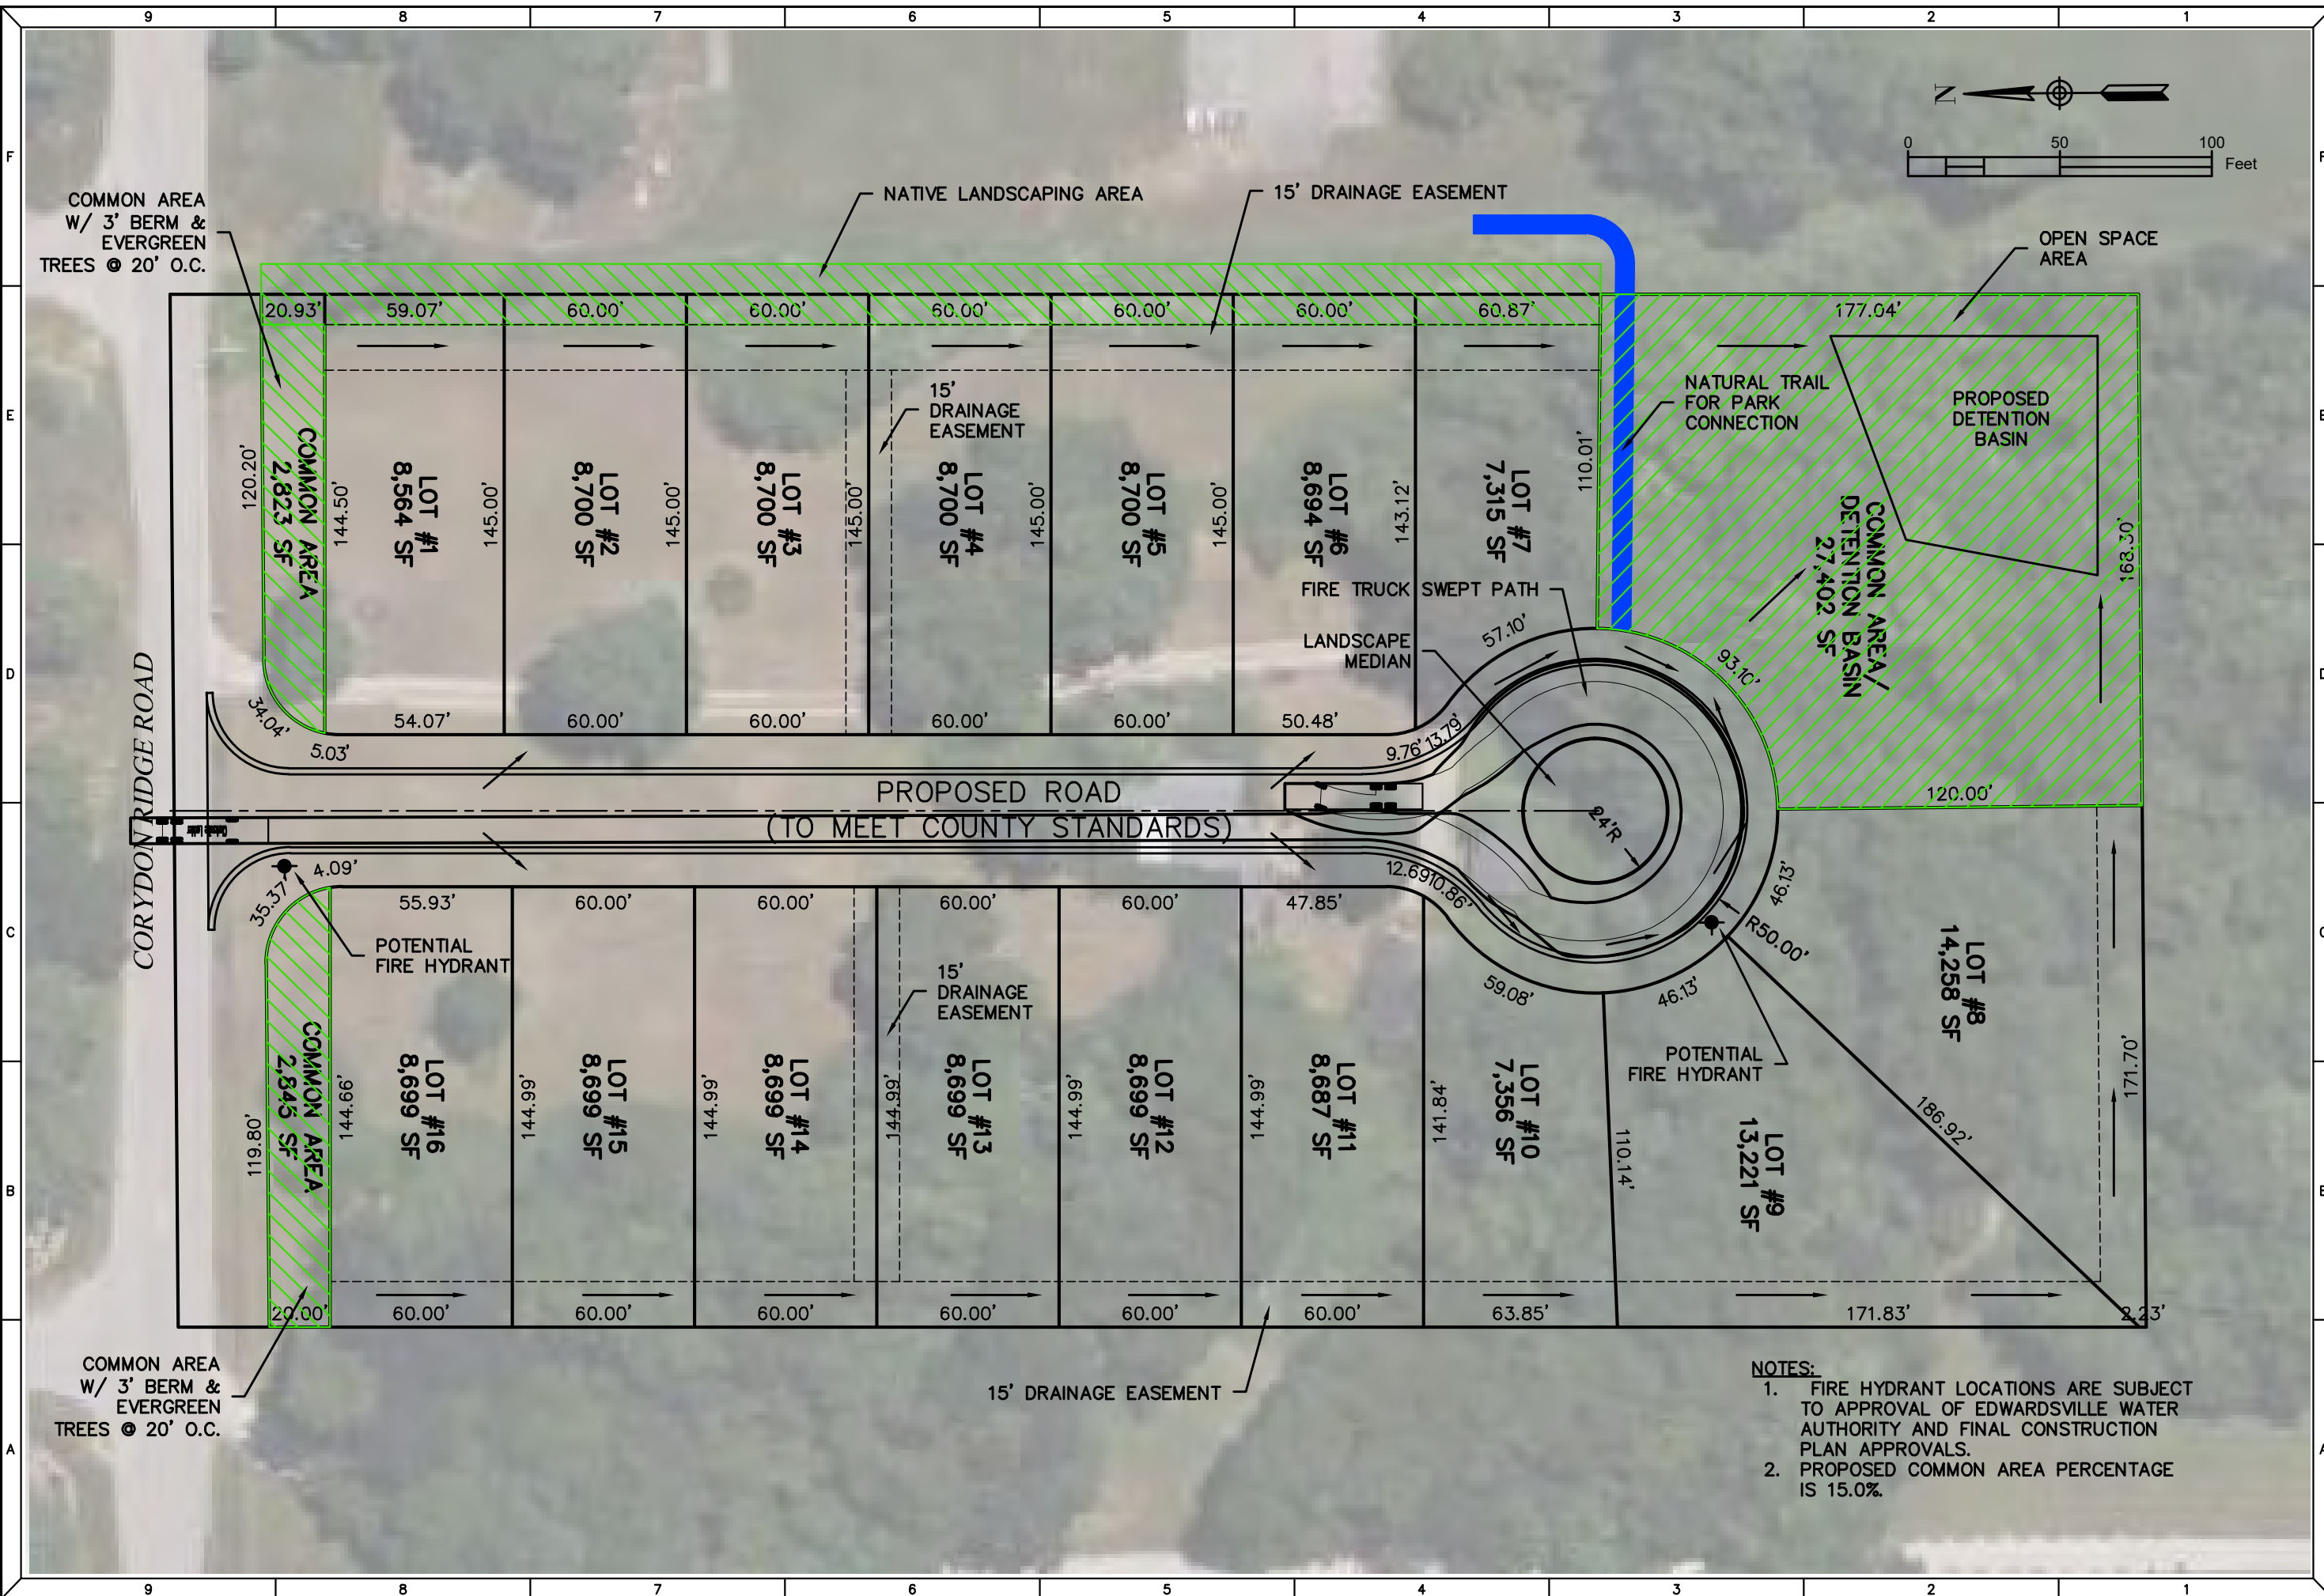 9 8 7 6 5 4 3 2 1
F
E
D
C
B
A
N
0 50 100
Feet
COMMON AREA
W/ 3' BERM &
EVERGREEN
TREES @ 20' O.C.
NATIVE LANDSCAPING AREA
15' DRAINAGE EASEMENT
OPEN SPACE
AREA
20.93' 59.07' 60.00' 60.00' 60.00' 60.00' 60.00' 60.87' 177.04'
15'
DRAINAGE
EASEMENT
NATURAL TRAIL
FOR PARK
CONNECTION
PROPOSED
DETENTION
BASIN
120.20'
COMMON AREA
2,823 SF
144.50'
LOT #1
8,564 SF
145.00'
LOT #2
8,700 SF
145.00'
LOT #3
8,700 SF
145.00'
LOT #4
8,700 SF
145.00'
LOT #5
8,700 SF
145.00'
LOT #6
8,694 SF
143.12'
LOT #7
7,315 SF
110.01'
COMMON AREA/
DETENTION BASIN
27,402 SF
168.30'
FIRE TRUCK SWEPT PATH
LANDSCAPE
MEDIAN
57.10'
93.10'
34.04'
5.03'
54.07' 60.00' 60.00' 60.00' 60.00' 50.48'
9.76' 13.79'
120.00'
CORYDON RIDGE ROAD
PROPOSED ROAD
(TO MEET COUNTY STANDARDS)
24'R
4.09'
35.37'
55.93' 60.00' 60.00' 60.00' 60.00' 47.85'
12.69' 10.86'
46.13'
R50.00'
59.08'
46.13'
POTENTIAL
FIRE HYDRANT
15'
DRAINAGE
EASEMENT
POTENTIAL
FIRE HYDRANT
119.80'
COMMON AREA
2,845 SF
144.66'
LOT #16
8,699 SF
144.99'
LOT #15
8,699 SF
144.99'
LOT #14
8,699 SF
144.99'
LOT #13
8,699 SF
144.99'
LOT #12
8,699 SF
144.99'
LOT #11
8,687 SF
141.84'
LOT #10
7,356 SF
110.14'
LOT #9
13,221 SF
186.92'
LOT #8
14,258 SF
171.70'
20.00' 60.00' 60.00' 60.00' 60.00' 60.00' 60.00' 63.85' 171.83' 2.23'
COMMON AREA
W/ 3' BERM &
EVERGREEN
TREES @ 20' O.C.
15' DRAINAGE EASEMENT
NOTES:
1. FIRE HYDRANT LOCATIONS ARE SUBJECT
TO APPROVAL OF EDWARDSVILLE WATER
AUTHORITY AND FINAL CONSTRUCTION
PLAN APPROVALS.
2. PROPOSED COMMON AREA PERCENTAGE
IS 15.0%.
9 8 7 6 5 4 3 2 1